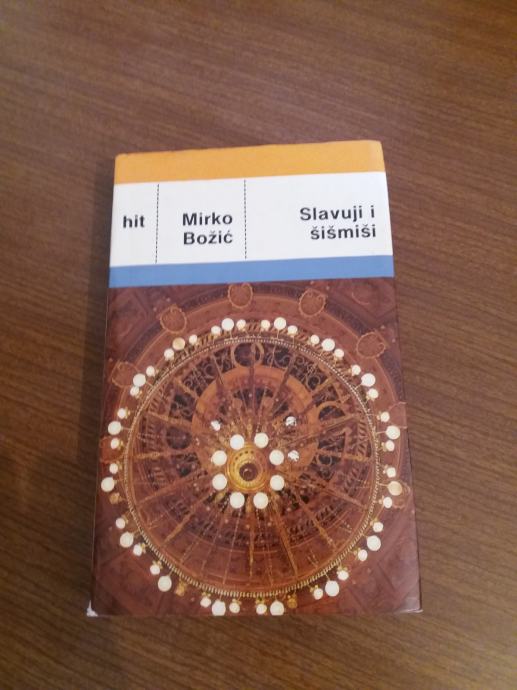 hit
Mirko
Božić
Slavuji i
šišmiši